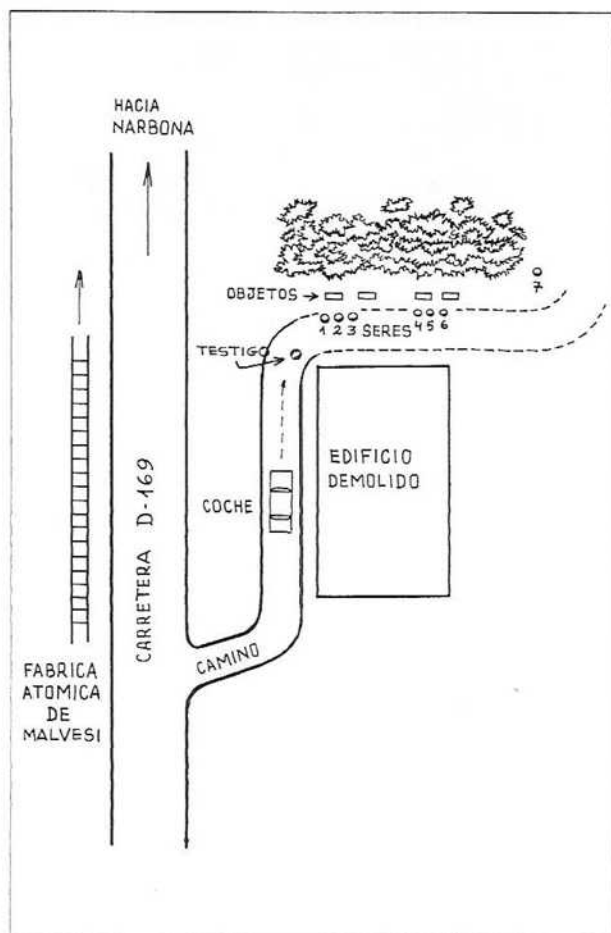 HACIA
NARBONA
OBJETOS
7
1 2 3 SERES 4 5 6
TESTIGO
EDIFICIO
DEMOLIDO
COCHE
CARRETERA D-169
CAMINO
FABRICA
ATOMICA
DE
MALVESI